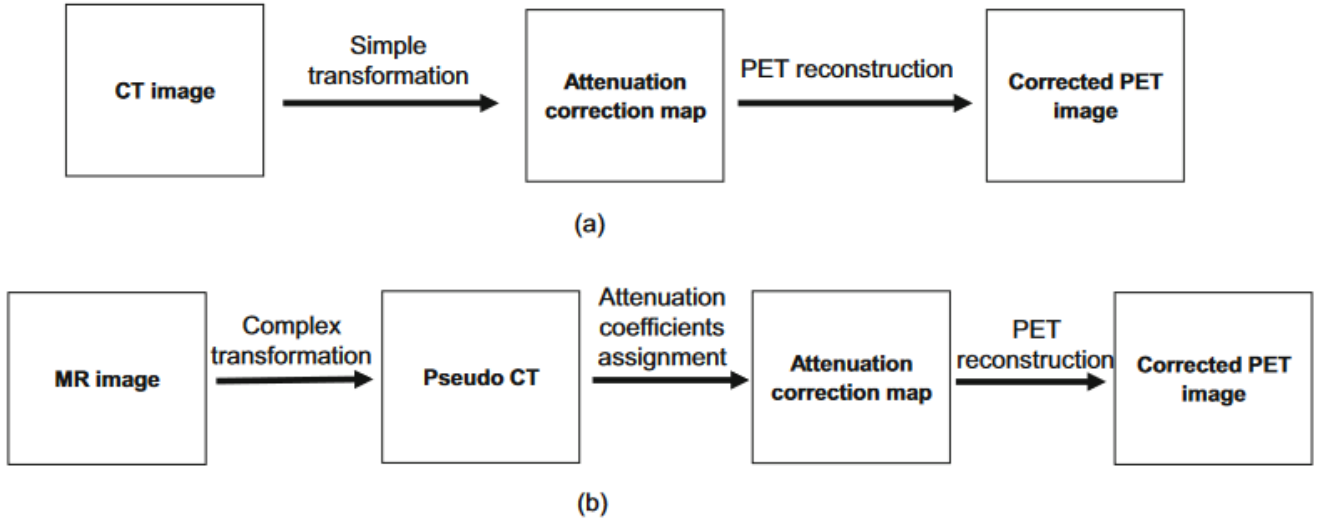 Simple
transformation
CT image
Attenuation
correction map
PET reconstruction
Corrected PET
image
(a)
MR image
Complex
transformation
Pseudo CT
Attenuation
coefficients
assignment
Attenuation
correction map
PET
reconstruction
Corrected PET
image
(b)